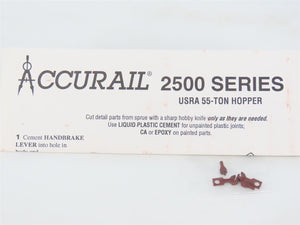 ACCURAIL® 2500 SERIES
USRA 55-TON HOPPER
Cut detail parts from sprue with a sharp hobby knife only as they are needed.
Use LIQUID PLASTIC CEMENT for unpainted plastic joints;
CA or EPOXY on painted parts.
1 Cement HANDBRAKE
LEVER into hole in